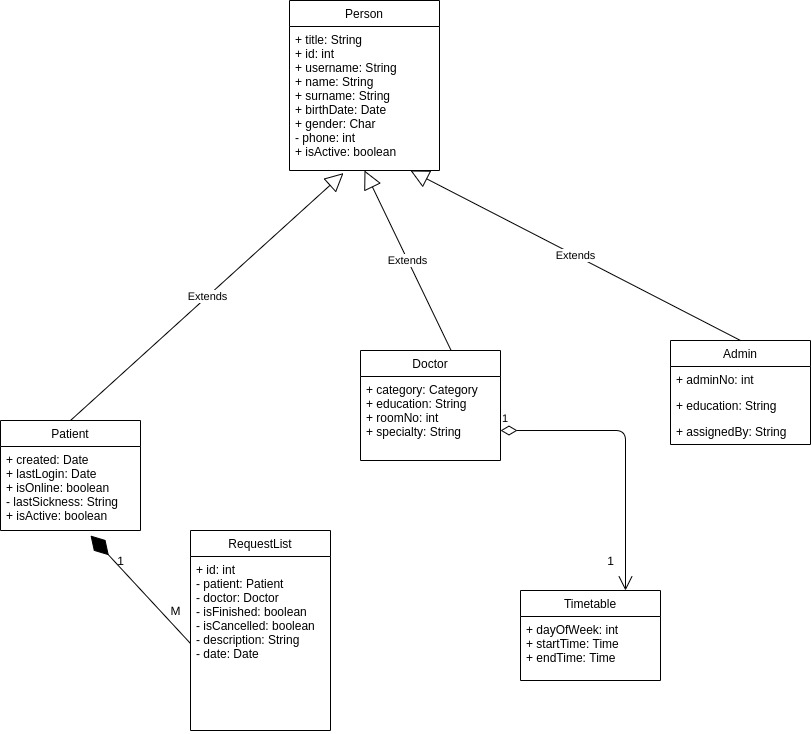 Person
+ title: String
+ id: int
+ username: String
+ name: String
+ surname: String
+ birthDate: Date
+ gender: Char
- phone: int
+ isActive: boolean
Extends
Extends
Extends
Doctor
+ category: Category
+ education: String
+ roomNo: int
+ specialty: String
1
1
Admin
+ adminNo: int
+ education: String
+ assignedBy: String
Patient
+ created: Date
+ lastLogin: Date
+ isOnline: boolean
- lastSickness: String
+ isActive: boolean
1
M
RequestList
+ id: int
- patient: Patient
- doctor: Doctor
- isFinished: boolean
- isCancelled: boolean
- description: String
- date: Date
Timetable
+ dayOfWeek: int
+ startTime: Time
+ endTime: Time